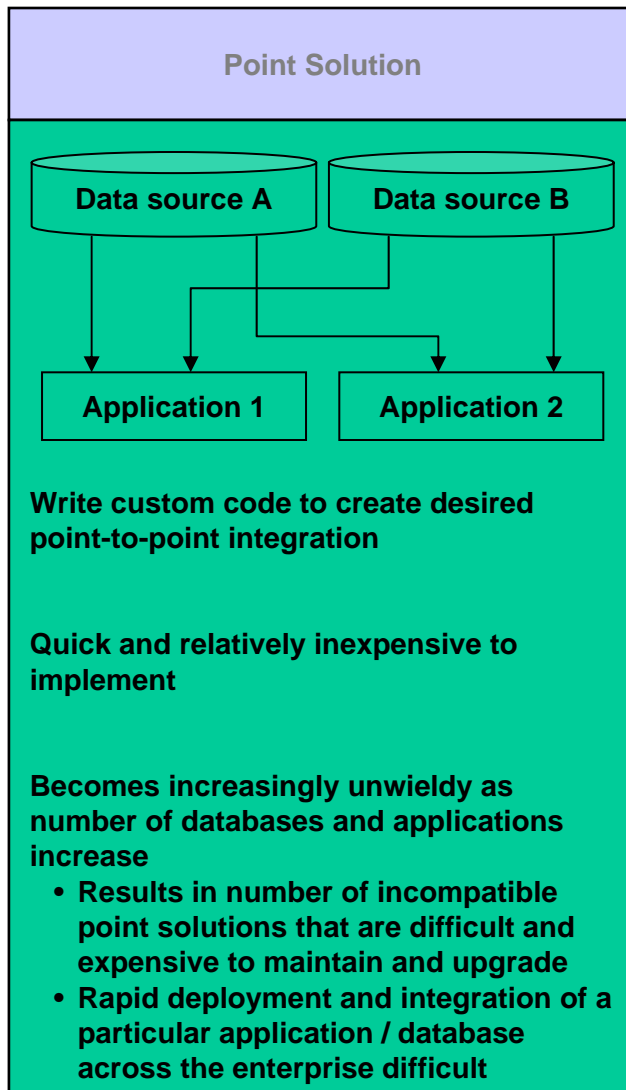 Point Solution
Data source A
Data source B
Application 1
Application 2
Write custom code to create desired
point-to-point integration
Quick and relatively inexpensive to
implement
Becomes increasingly unwieldy as
number of databases and applications
increase
• Results in number of incompatible
point solutions that are difficult and
expensive to maintain and upgrade
• Rapid deployment and integration of a
particular application / database
across the enterprise difficult